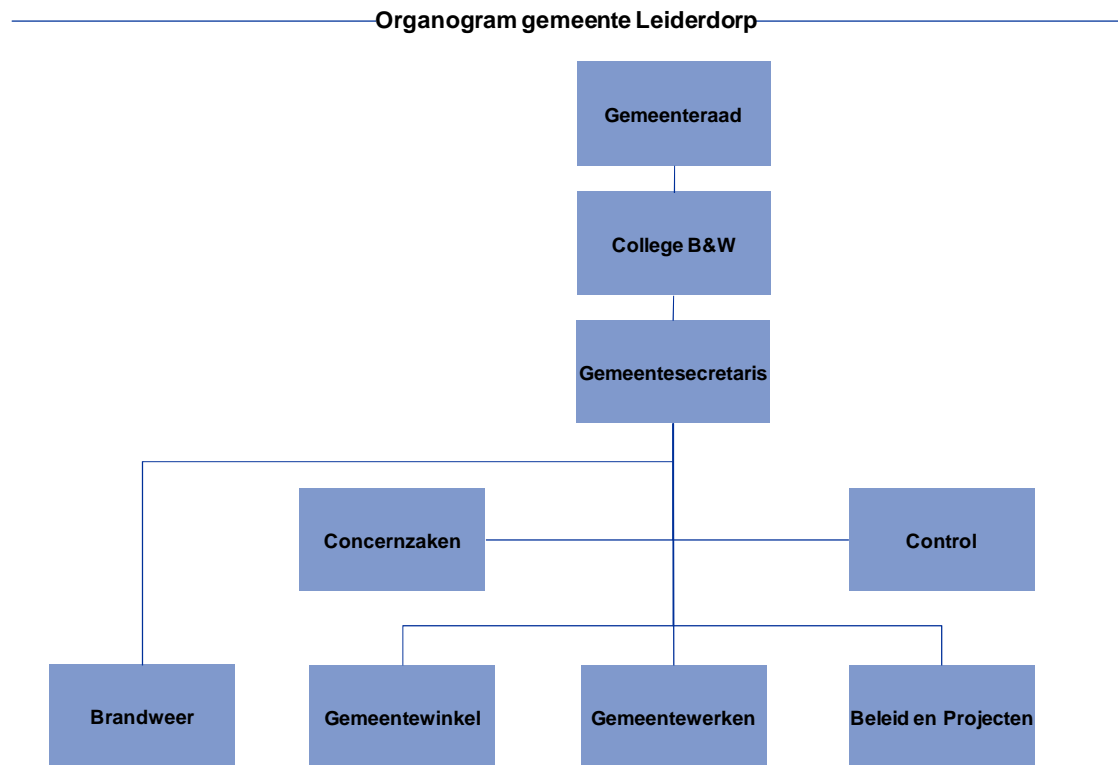 Organogram gemeente Leiderdorp
Gemeenteraad
College B&W
Gemeentesecretaris
Concernzaken
Control
Brandweer
Gemeentewinkel
Gemeentewerken
Beleid en Projecten